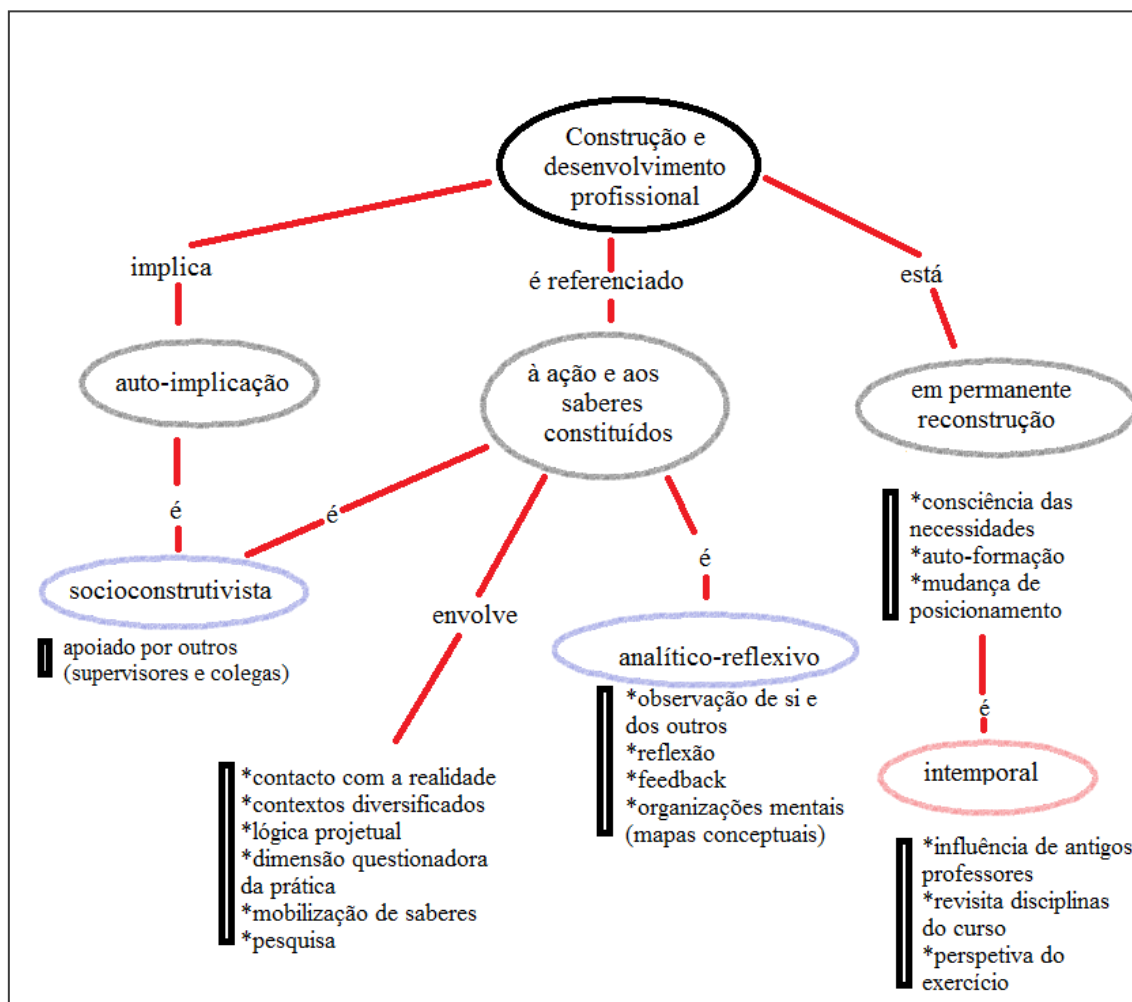 Construção e
desenvolvimento
profissional
implica
é referenciado
está
auto-implicação
à ação e aos
saberes
constituídos
em permanente
reconstrução
é
é
socioconstrutivista
apoiado por outros
(supervisores e colegas)
envolve
*contacto com a realidade
*contextos diversificados
*lógica projetual
*dimensão questionadora
da prática
*mobilização de saberes
*pesquisa
é
analítico-reflexivo
*observação de si e
dos outros
*reflexão
*feedback
*organizações mentais
(mapas conceptuais)
*consciência das
necessidades
*auto-formação
*mudança de
posicionamento
é
intemporal
*influência de antigos
professores
*revisita disciplinas
do curso
*perspetiva do
exercício